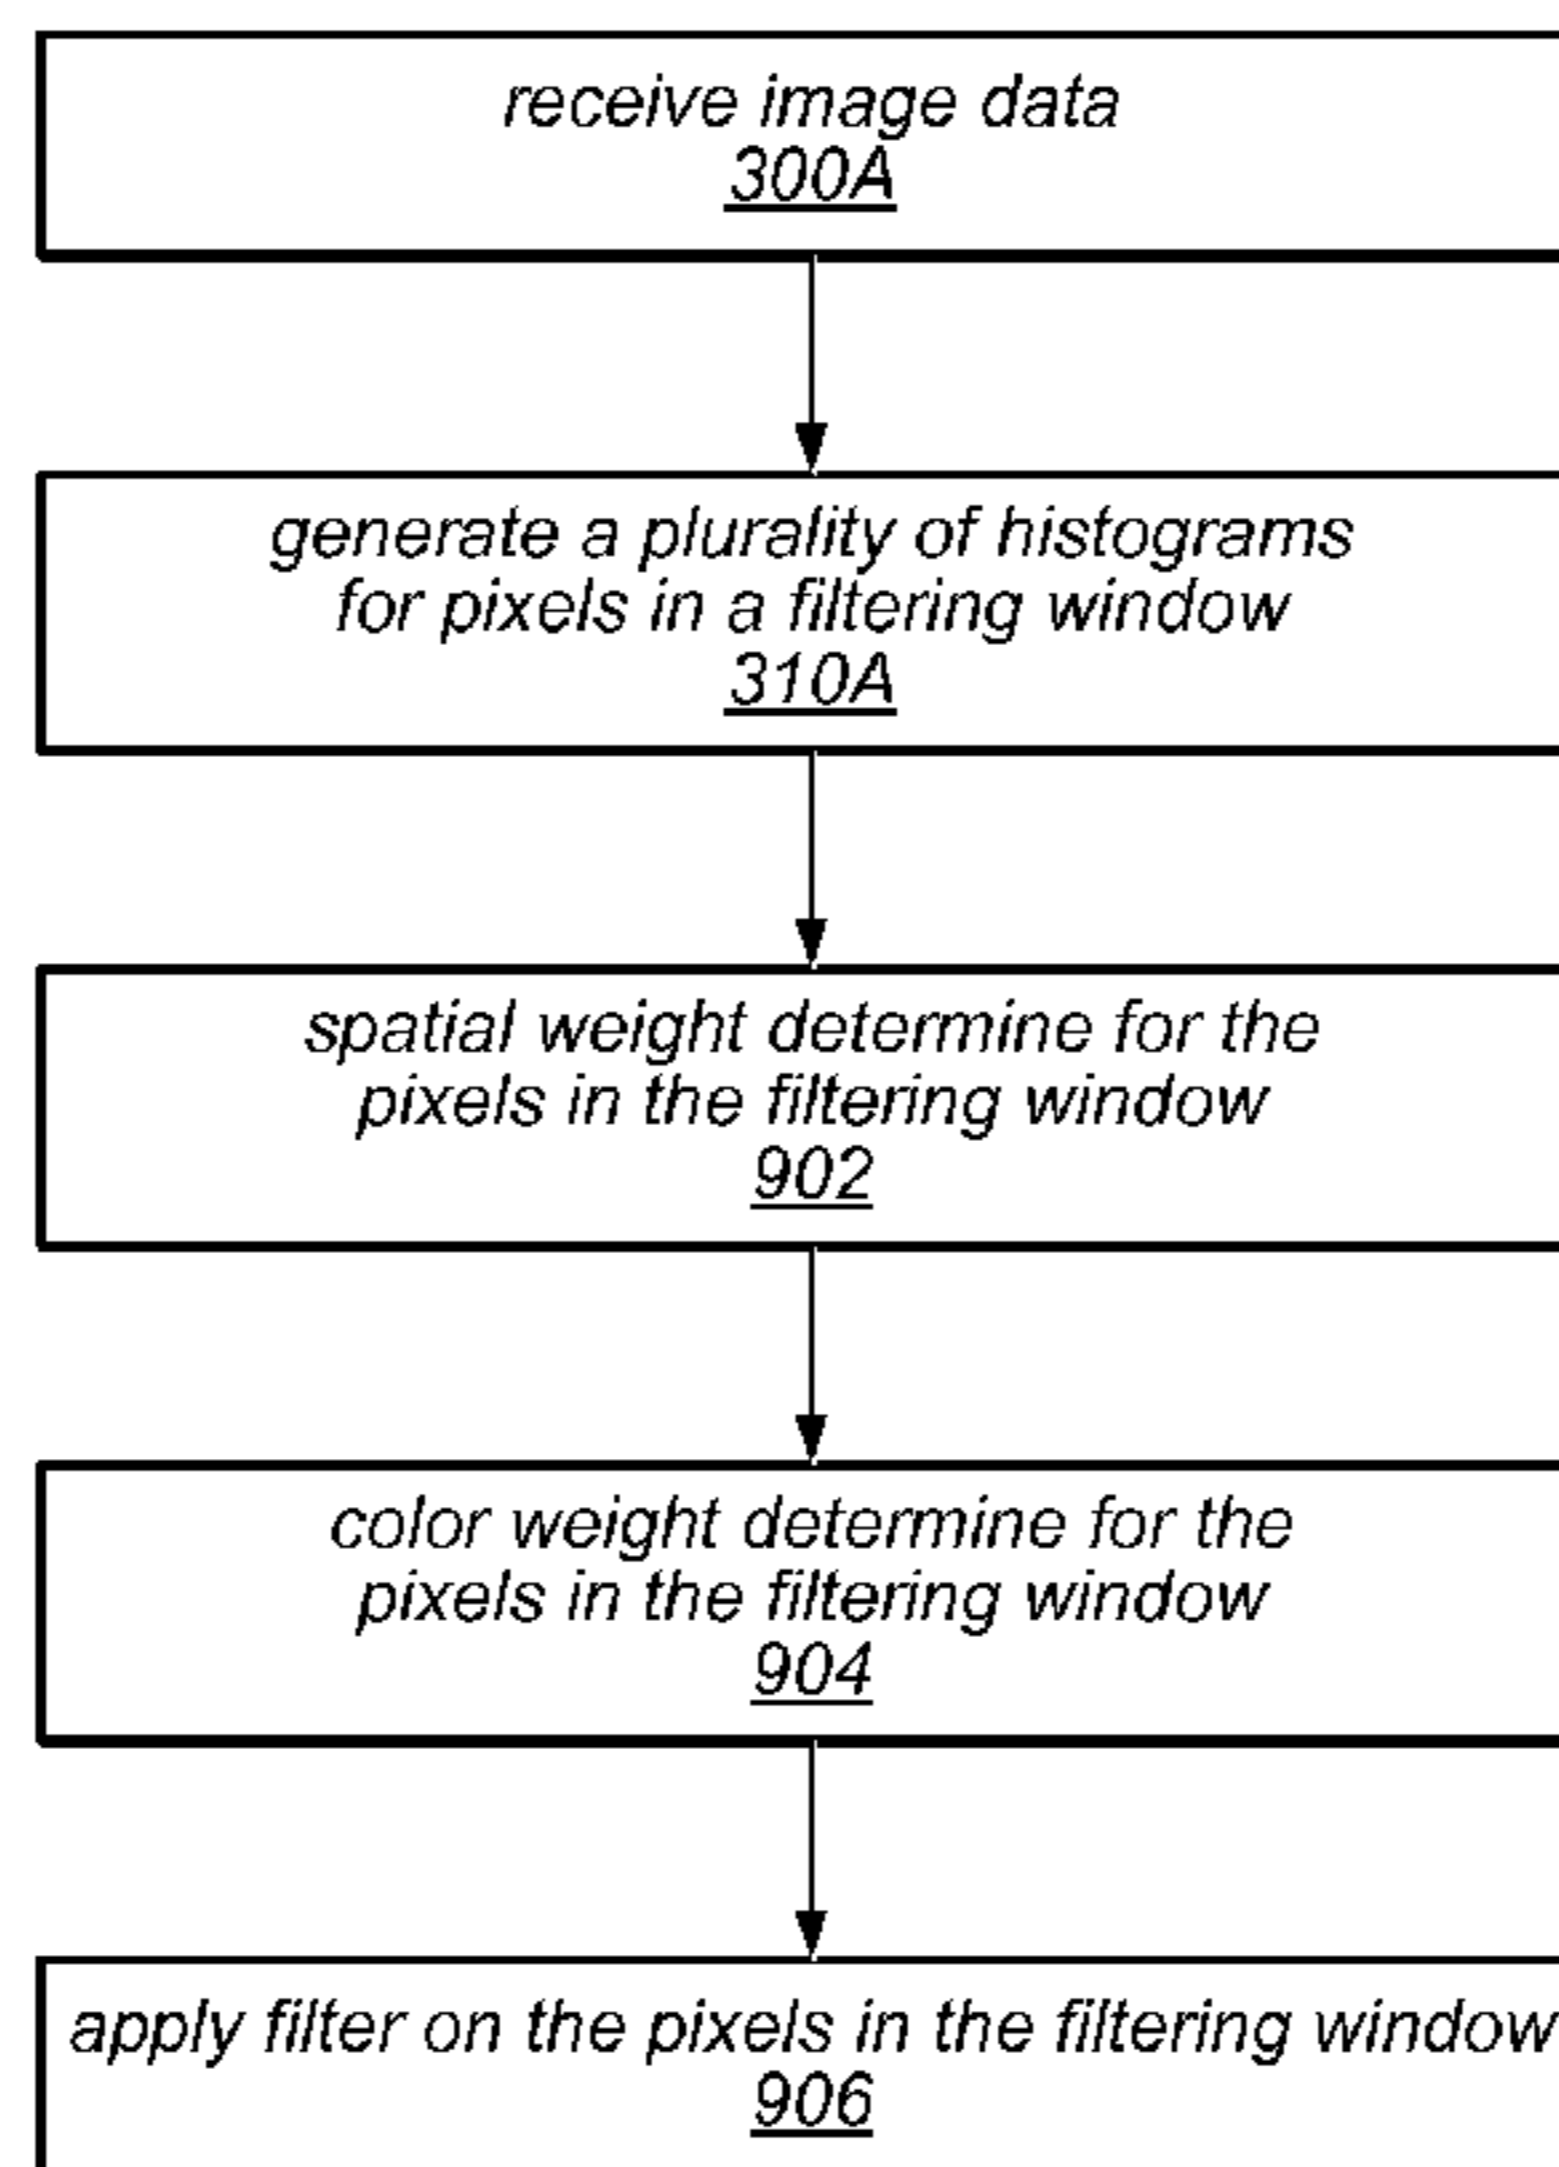 receive image data
300A
generate a plurality of histograms
for pixels in a filtering window
310A
spatial weight determine for the
pixels in the filtering window
902
color weight determine for the
pixels in the filtering window
904
apply filter on the pixels in the filtering window
906